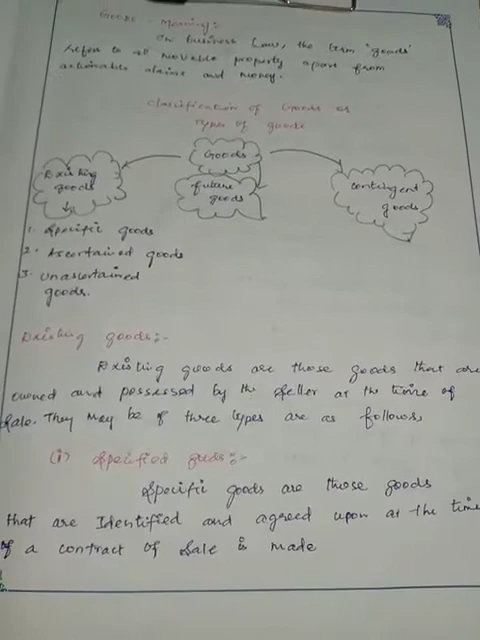 Goods - Meaning:-
In business Law, the term 'goods'
refers to all movable property apart from
actionable claims and money.
Classification of Goods or
Types of goods
Goods
Existing
goods
future
goods
contingent
goods
1. Specific goods
2. Ascertained goods
3. Unascertained
goods.
Existing goods:-
Existing goods are those goods that are
owned and possessed by the seller at the time of
Sale. They may be of three types are as follows,
(i) Specified goods:-
Specific goods are those goods
that are Identified and agreed upon at the time
of a contract of Sale is made